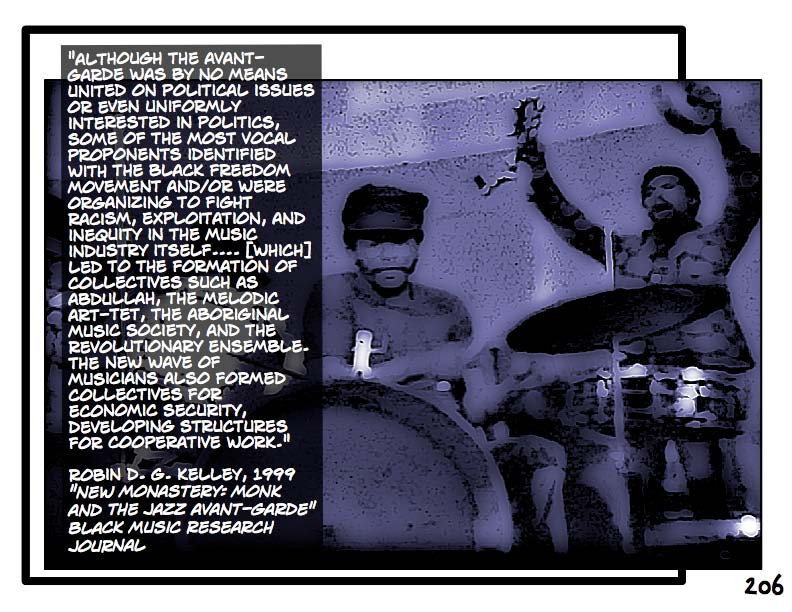 "ALTHOUGH THE AVANT-
GARDE WAS BY NO MEANS
UNITED ON POLITICAL ISSUES
OR EVEN UNIFORMLY
INTERESTED IN POLITICS,
SOME OF THE MOST VOCAL
PROPONENTS IDENTIFIED
WITH THE BLACK FREEDOM
MOVEMENT AND/OR WERE
ORGANIZING TO FIGHT
RACISM, EXPLOITATION, AND
INEQUITY IN THE MUSIC
INDUSTRY ITSELF.... [WHICH]
LED TO THE FORMATION OF
COLLECTIVES SUCH AS
ABDULLAH, THE MELODIC
ART-TET, THE ABORIGINAL
MUSIC SOCIETY, AND THE
REVOLUTIONARY ENSEMBLE.
THE NEW WAVE OF
MUSICIANS ALSO FORMED
COLLECTIVES FOR
ECONOMIC SECURITY,
DEVELOPING STRUCTURES
FOR COOPERATIVE WORK."
ROBIN D. G. KELLEY, 1999
"NEW MONASTERY: MONK
AND THE JAZZ AVANT-GARDE"
BLACK MUSIC RESEARCH
JOURNAL
206